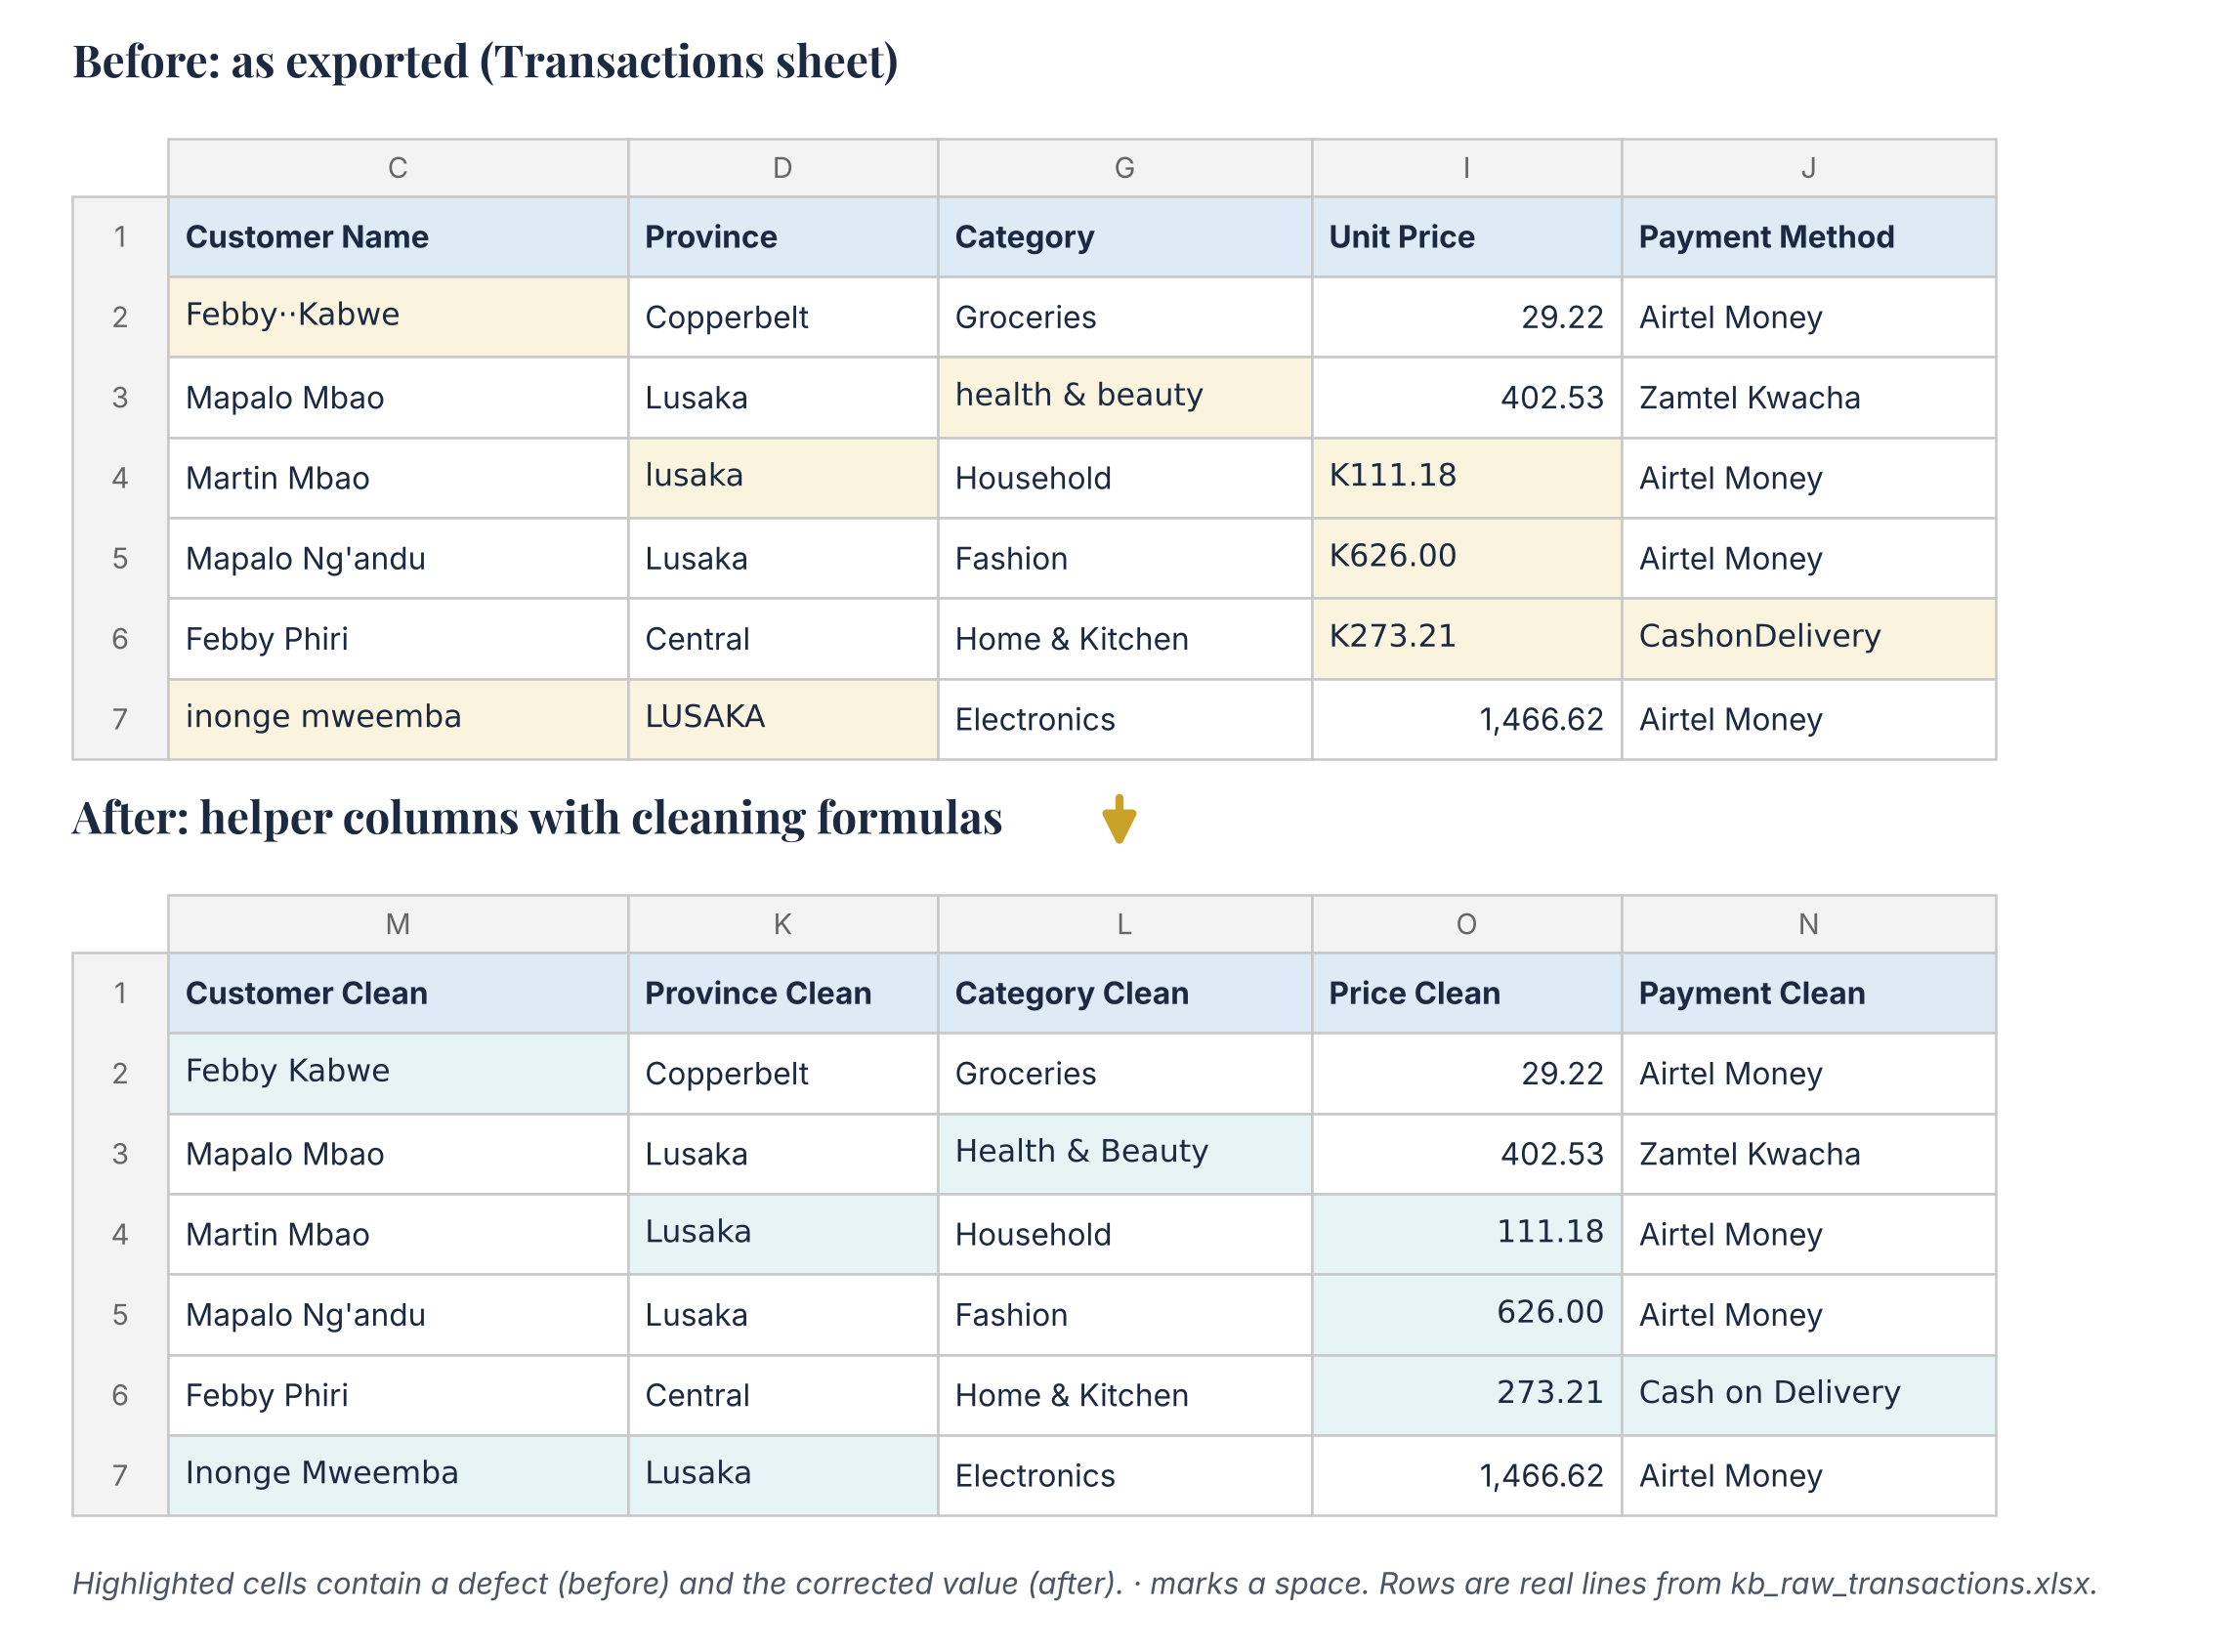 Before: as exported (Transactions sheet)
C D G I J
1 Customer Name Province Category Unit Price Payment Method
2 Febby··Kabwe Copperbelt Groceries 29.22 Airtel Money
3 Mapalo Mbao Lusaka health & beauty 402.53 Zamtel Kwacha
4 Martin Mbao lusaka Household K111.18 Airtel Money
5 Mapalo Ng'andu Lusaka Fashion K626.00 Airtel Money
6 Febby Phiri Central Home & Kitchen K273.21 CashonDelivery
7 inonge mweemba LUSAKA Electronics 1,466.62 Airtel Money
After: helper columns with cleaning formulas
M K L O N
1 Customer Clean Province Clean Category Clean Price Clean Payment Clean
2 Febby Kabwe Copperbelt Groceries 29.22 Airtel Money
3 Mapalo Mbao Lusaka Health & Beauty 402.53 Zamtel Kwacha
4 Martin Mbao Lusaka Household 111.18 Airtel Money
5 Mapalo Ng'andu Lusaka Fashion 626.00 Airtel Money
6 Febby Phiri Central Home & Kitchen 273.21 Cash on Delivery
7 Inonge Mweemba Lusaka Electronics 1,466.62 Airtel Money
Highlighted cells contain a defect (before) and the corrected value (after). · marks a space. Rows are real lines from kb_raw_transactions.xlsx.